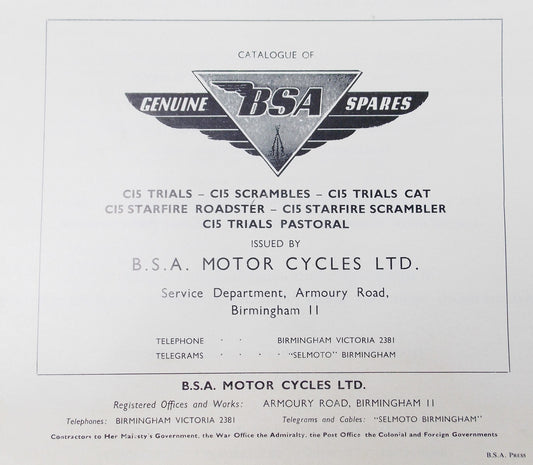 CATALOGUE OF
GENUINE BSA SPARES
C15 TRIALS – C15 SCRAMBLES – C15 TRIALS CAT
C15 STARFIRE ROADSTER – C15 STARFIRE SCRAMBLER
C15 TRIALS PASTORAL
ISSUED BY
B.S.A. MOTOR CYCLES LTD.
Service Department, Armoury Road,
Birmingham 11
TELEPHONE · · BIRMINGHAM VICTORIA 2381
TELEGRAMS · · · · "SELMOTO" BIRMINGHAM
B.S.A. MOTOR CYCLES LTD.
Registered Offices and Works: ARMOURY ROAD, BIRMINGHAM 11
Telephones: BIRMINGHAM VICTORIA 2381 Telegrams and Cables: "SELMOTO BIRMINGHAM"
Contractors to Her Majesty's Government, the War Office the Admiralty, the Post Office the Colonial and Foreign Governments
B.S.A. PRESS